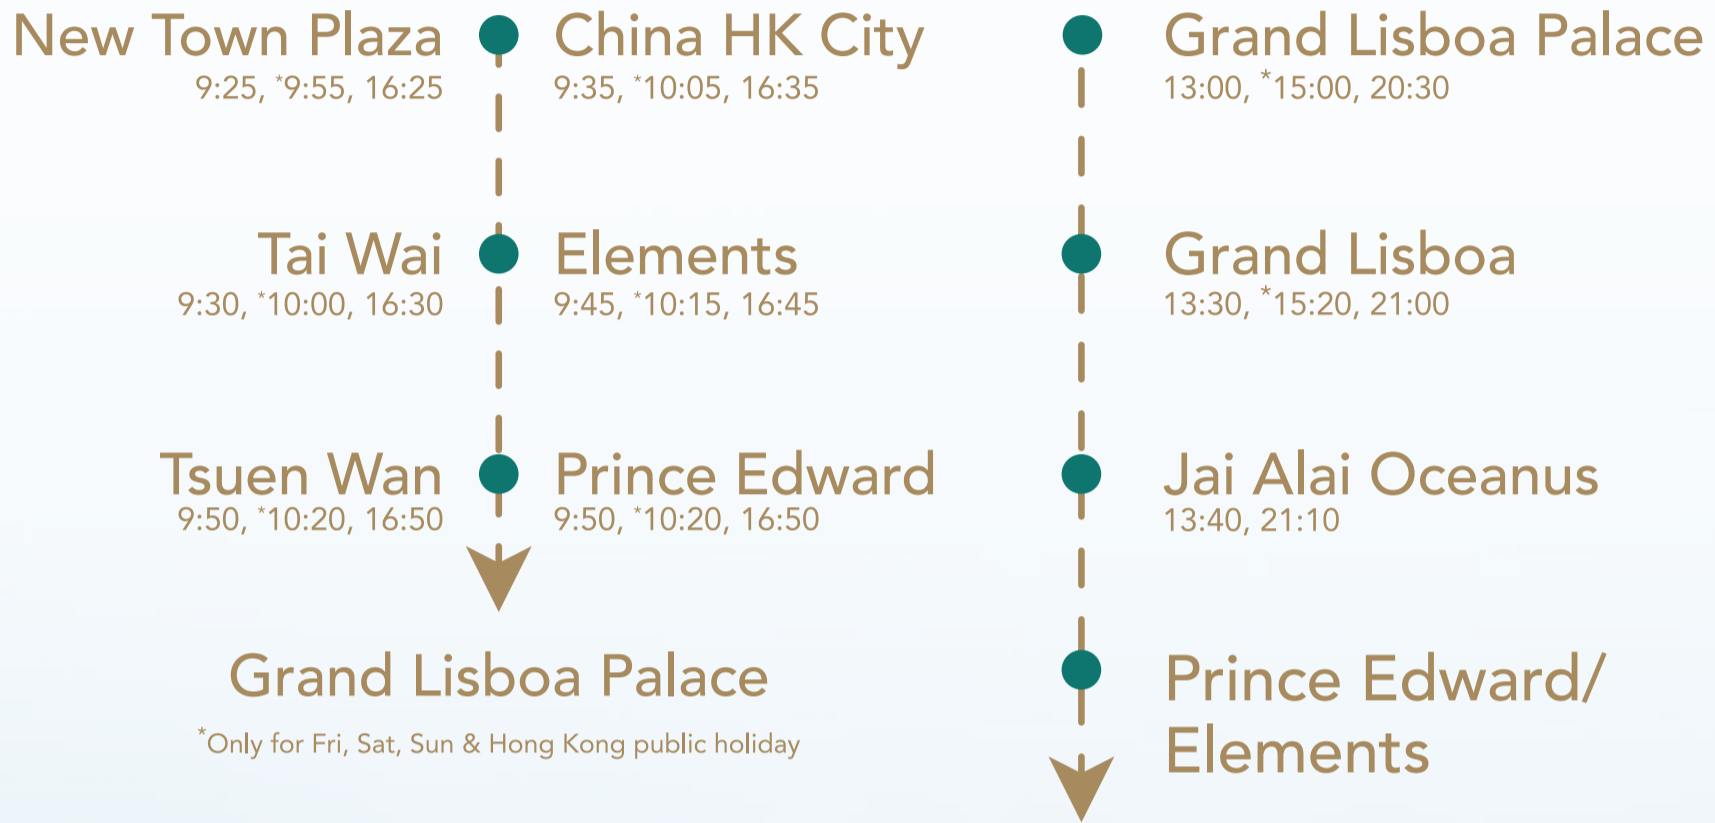 New Town Plaza
9:25, *9:55, 16:25
China HK City
9:35, *10:05, 16:35
Tai Wai
9:30, *10:00, 16:30
Elements
9:45, *10:15, 16:45
Tsuen Wan
9:50, *10:20, 16:50
Prince Edward
9:50, *10:20, 16:50
Grand Lisboa Palace
*Only for Fri, Sat, Sun & Hong Kong public holiday
Grand Lisboa Palace
13:00, *15:00, 20:30
Grand Lisboa
13:30, *15:20, 21:00
Jai Alai Oceanus
13:40, 21:10
Prince Edward/
Elements